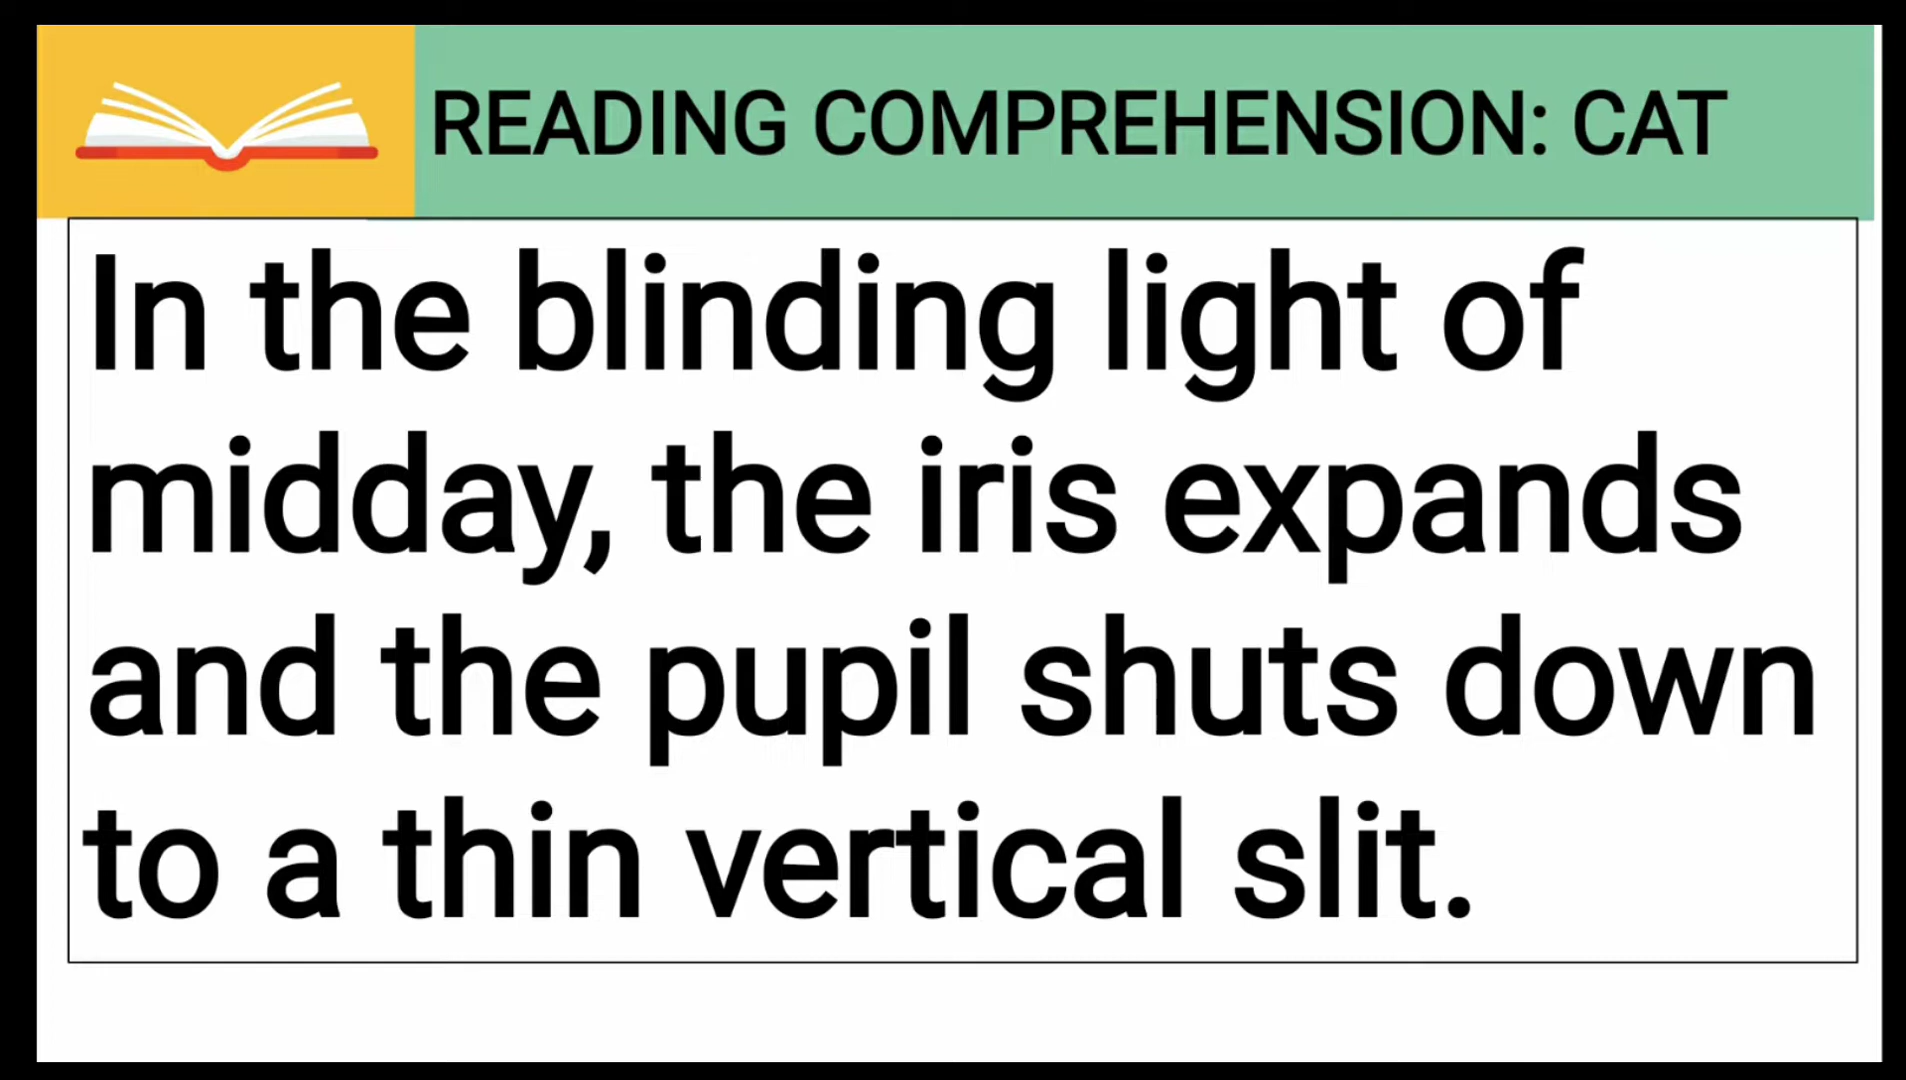 READING COMPREHENSION: CAT
In the blinding light of
midday, the iris expands
and the pupil shuts down
to a thin vertical slit.